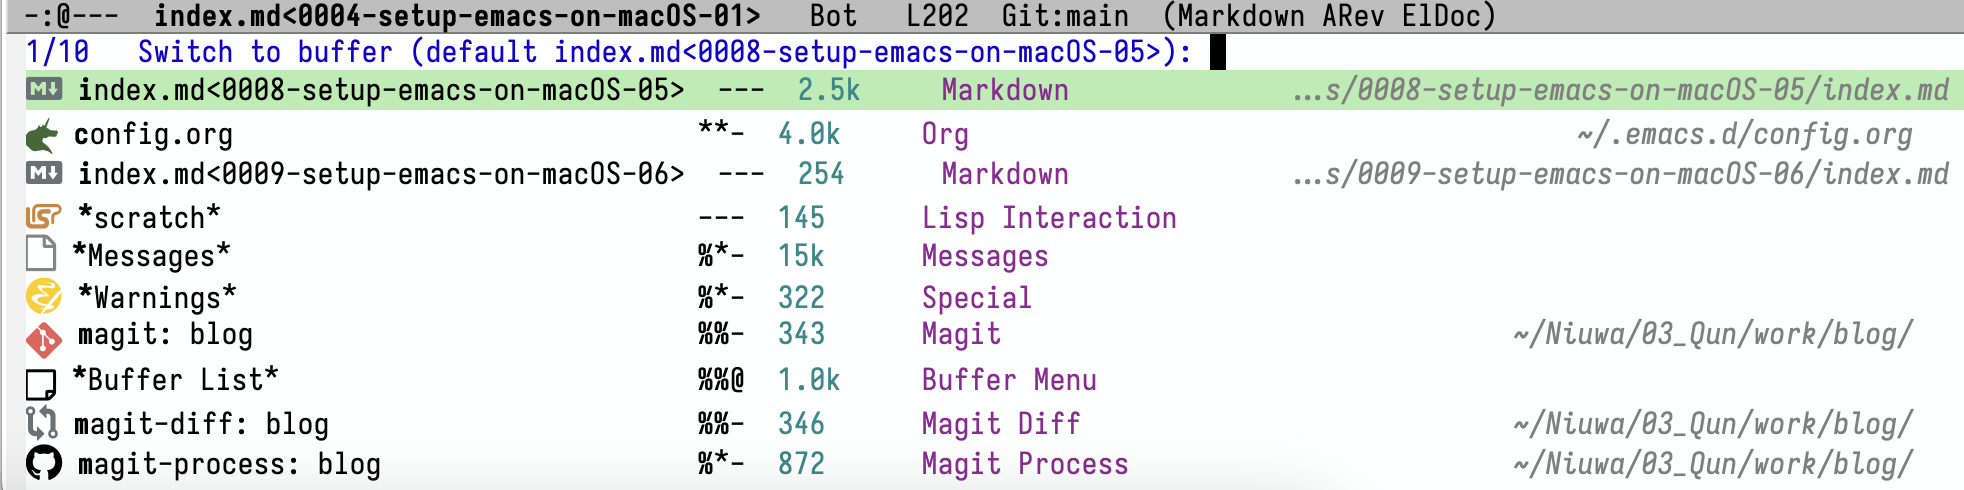 -:@---  index.md<0004-setup-emacs-on-macOS-01>   Bot   L202  Git:main  (Markdown ARev ElDoc)
1/10   Switch to buffer (default index.md<0008-setup-emacs-on-macOS-05>):
M↓ index.md<0008-setup-emacs-on-macOS-05>  ---  2.5k  Markdown  …s/0008-setup-emacs-on-macOS-05/index.md
config.org  **-  4.0k  Org  ~/.emacs.d/config.org
M↓ index.md<0009-setup-emacs-on-macOS-06>  ---  254  Markdown  …s/0009-setup-emacs-on-macOS-06/index.md
LISP *scratch*  ---  145  Lisp Interaction
*Messages*  %*-  15k  Messages
*Warnings*  %*-  322  Special
magit: blog  %%-  343  Magit  ~/Niuwa/03_Qun/work/blog/
*Buffer List*  %%@  1.0k  Buffer Menu
magit-diff: blog  %%-  346  Magit Diff  ~/Niuwa/03_Qun/work/blog/
magit-process: blog  %*-  872  Magit Process  ~/Niuwa/03_Qun/work/blog/